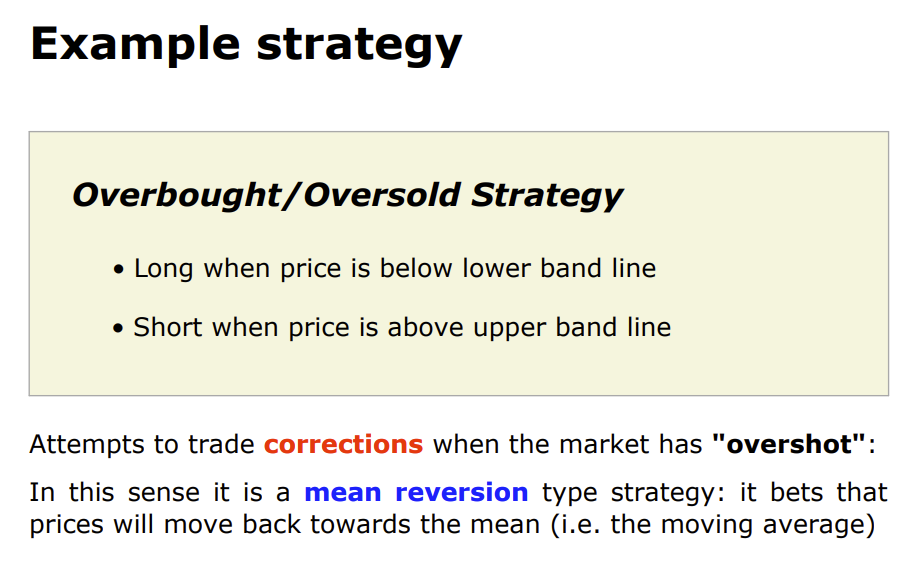 Example strategy
Overbought/Oversold Strategy
• Long when price is below lower band line
• Short when price is above upper band line
Attempts to trade corrections when the market has "overshot":
In this sense it is a mean reversion type strategy: it bets that
prices will move back towards the mean (i.e. the moving average)